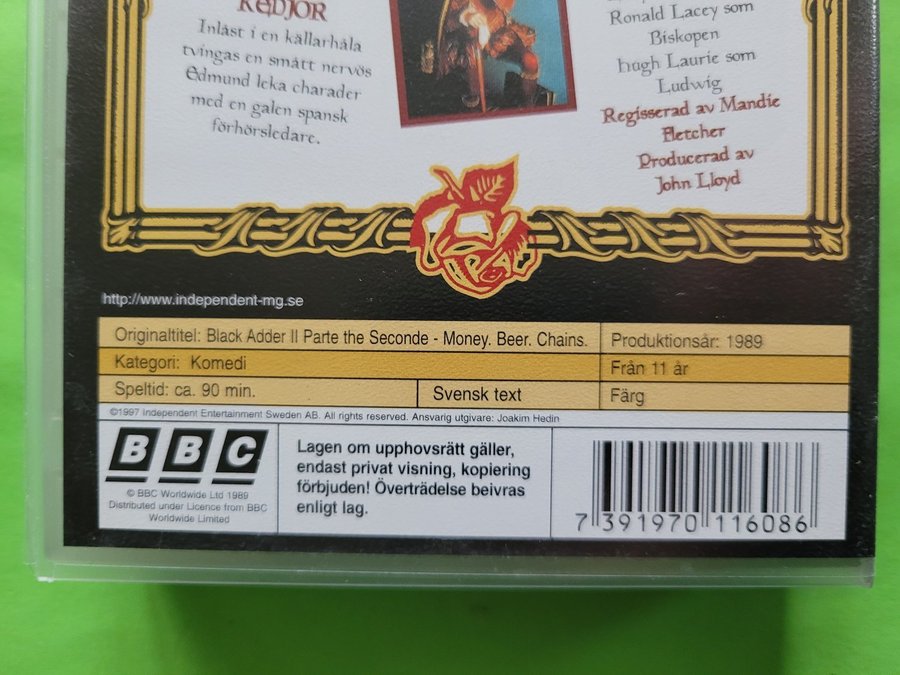 KEDJOR
Inlåst i en källarhåla
tvingas en smått nervös
Edmund leka charader
med en galen spansk
förhörsledare.
Ronald Lacey som
Biskopen
Hugh Laurie som
Ludwig
Regisserad av Mandie
Fletcher
Producerad av
John Lloyd
http://www.independent-mg.se
Originaltitel: Black Adder II Parte the Seconde - Money. Beer. Chains.
Produktionsår: 1989
Kategori: Komedi
Från 11 år
Speltid: ca. 90 min.
Svensk text
Färg
©1997 Independent Entertainment Sweden AB. All rights reserved. Ansvarig utgivare: Joakim Hedin
BBC
© BBC Worldwide Ltd 1989
Distributed under Licence from BBC
Worldwide Limited
Lagen om upphovsrätt gäller,
endast privat visning, kopiering
förbjuden! Överträdelse beivras
enligt lag.
7 391970 116086